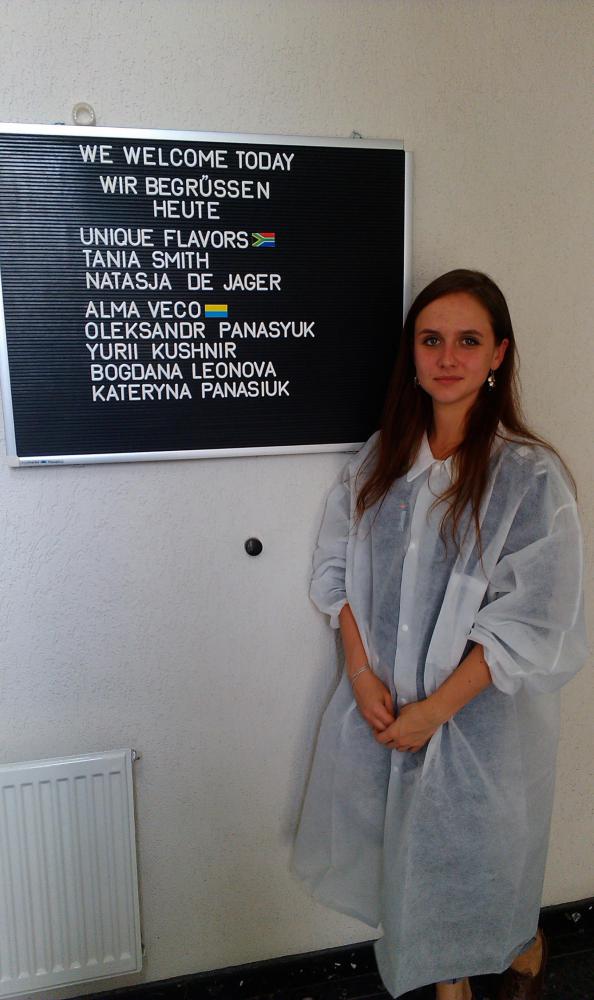 WE WELCOME TODAY
WIR BEGRÜSSEN
HEUTE
UNIQUE FLAVORS
TANIA SMITH
NATASJA DE JAGER
ALMA VECO
OLEKSANDR PANASYUK
YURII KUSHNIR
BOGDANA LEONOVA
KATERYNA PANASIUK